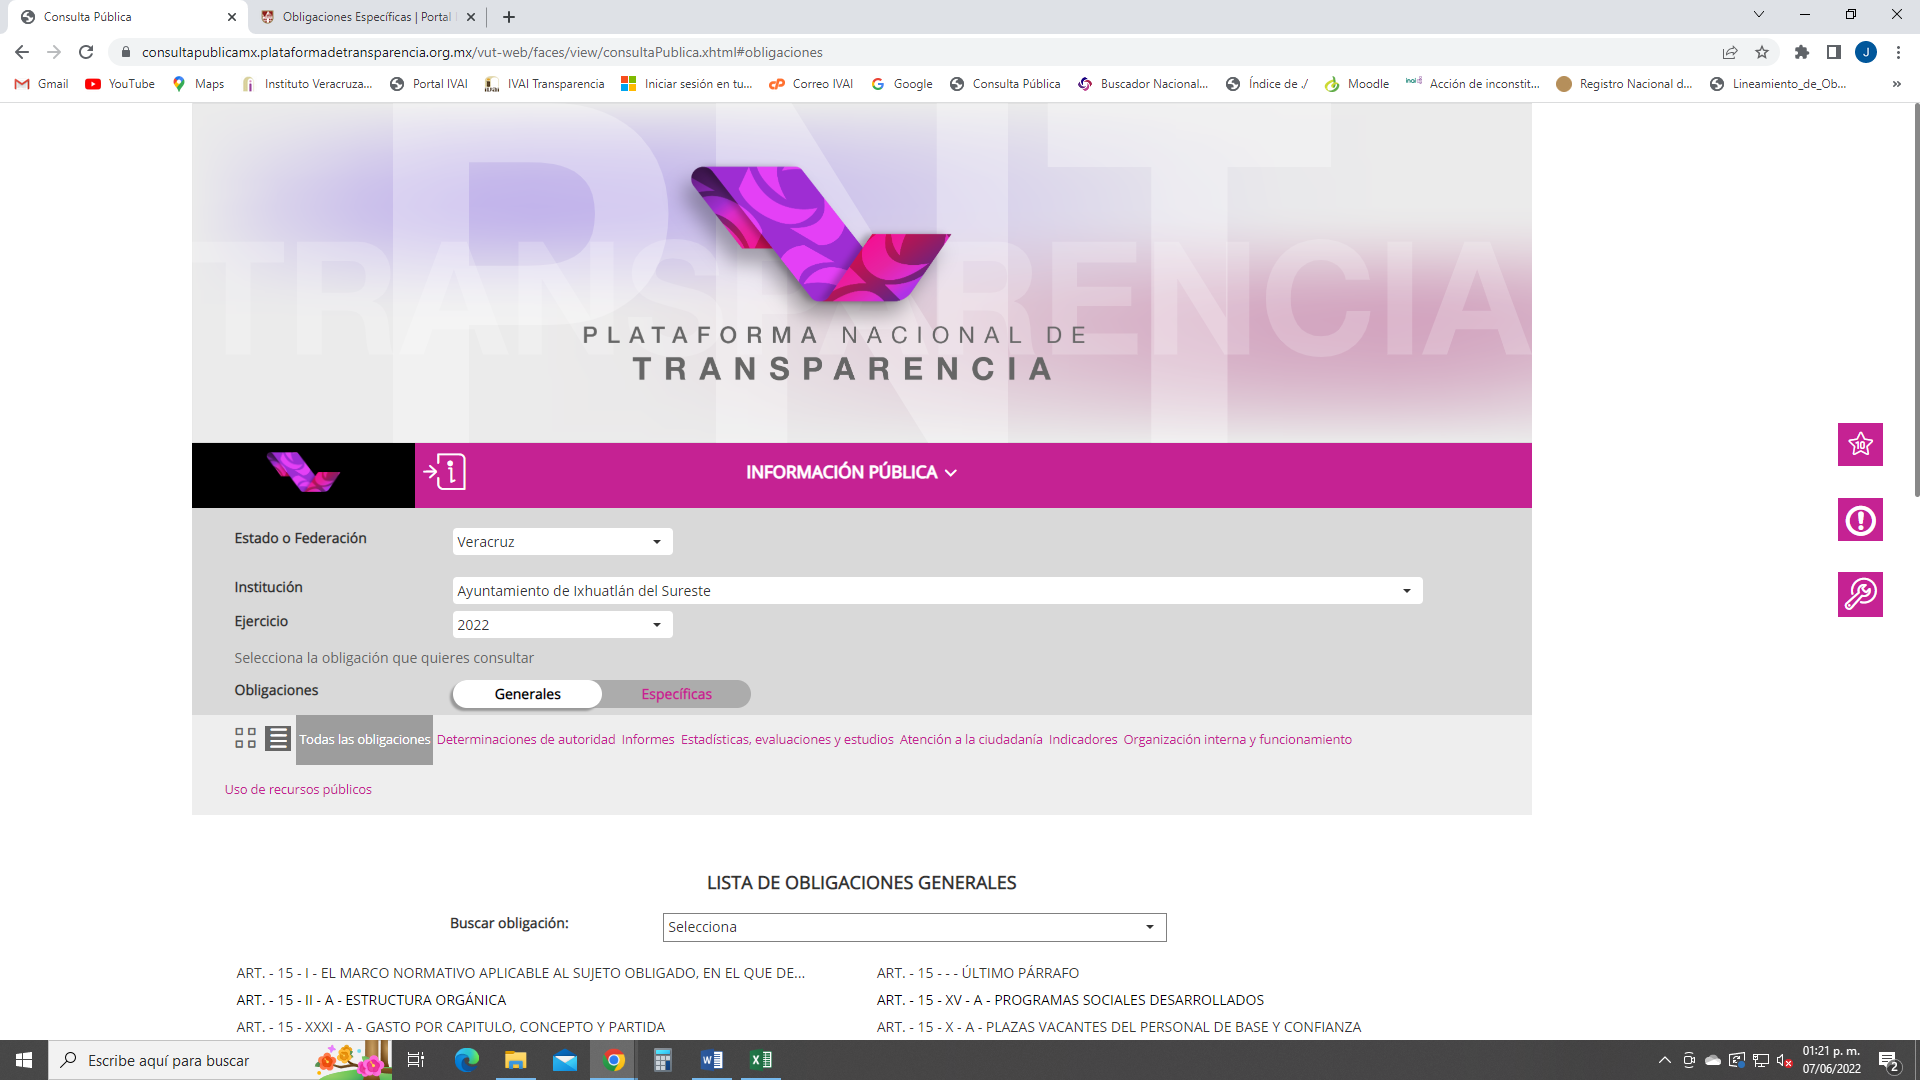 Consulta Pública
Obligaciones Específicas | Portal
consultapublicamx.plataformadetransparencia.org.mx/vut-web/faces/view/consultaPublica.xhtml#obligaciones
J
Gmail YouTube Maps Instituto Veracruza... Portal IVAI IVAI Transparencia Iniciar sesión en tu... Correo IVAI Google Consulta Pública Buscador Nacional... Índice de ./ Moodle Acción de inconstit... Registro Nacional d... Lineamiento_de_Ob... »
PNT
TRANSPARENCIA
PLATAFORMA NACIONAL DE
TRANSPARENCIA
INFORMACIÓN PÚBLICA
10
Estado o Federación Veracruz
Institución Ayuntamiento de Ixhuatlán del Sureste
Ejercicio 2022
Selecciona la obligación que quieres consultar
Obligaciones Generales Específicas
Todas las obligaciones Determinaciones de autoridad Informes Estadísticas, evaluaciones y estudios Atención a la ciudadanía Indicadores Organización interna y funcionamiento
Uso de recursos públicos
LISTA DE OBLIGACIONES GENERALES
Buscar obligación: Selecciona
ART. - 15 - I - EL MARCO NORMATIVO APLICABLE AL SUJETO OBLIGADO, EN EL QUE DE...
ART. - 15 - - - ÚLTIMO PÁRRAFO
ART. - 15 - II - A - ESTRUCTURA ORGÁNICA
ART. - 15 - XV - A - PROGRAMAS SOCIALES DESARROLLADOS
ART. - 15 - XXXI - A - GASTO POR CAPITULO, CONCEPTO Y PARTIDA
ART. - 15 - X - A - PLAZAS VACANTES DEL PERSONAL DE BASE Y CONFIANZA
Escribe aquí para buscar
01:21 p. m.
07/06/2022
2